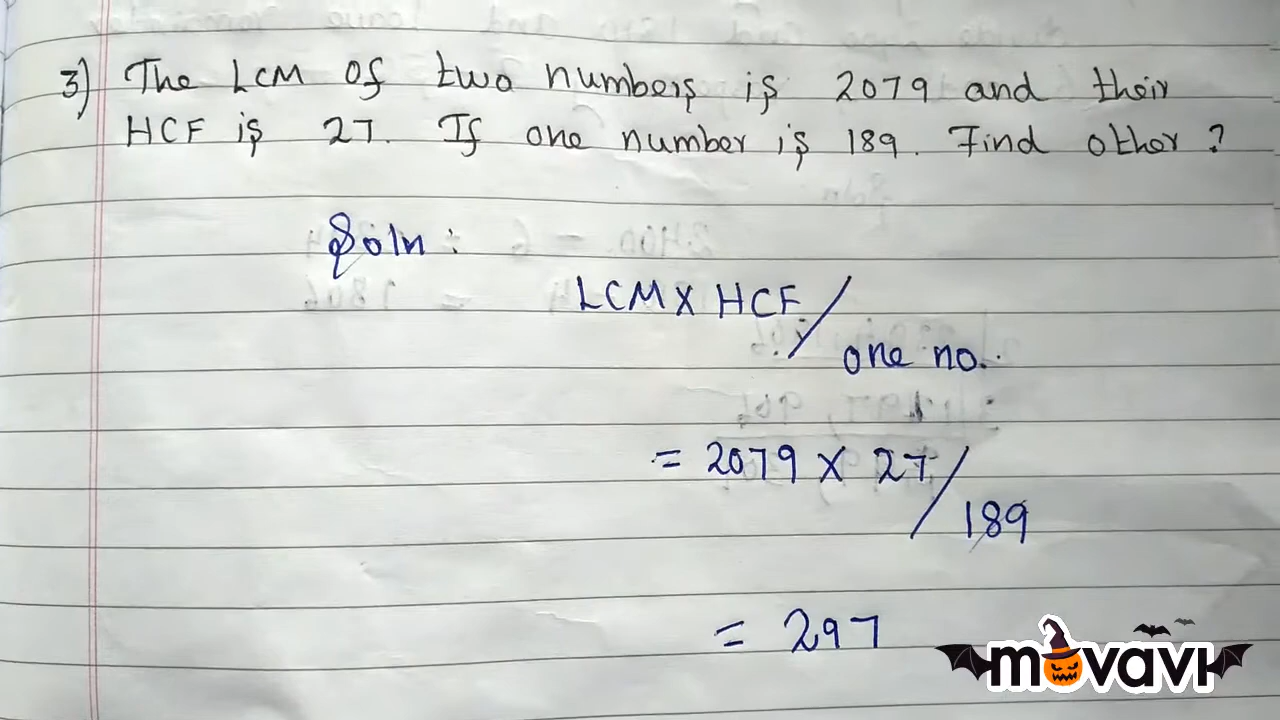 3) The LCM of two numbers is 2079 and their
HCF is 27. If one number is 189. Find other?
Soln:
LCM X HCF/
one no.
= 2079 X 27/
189
= 297
movavi